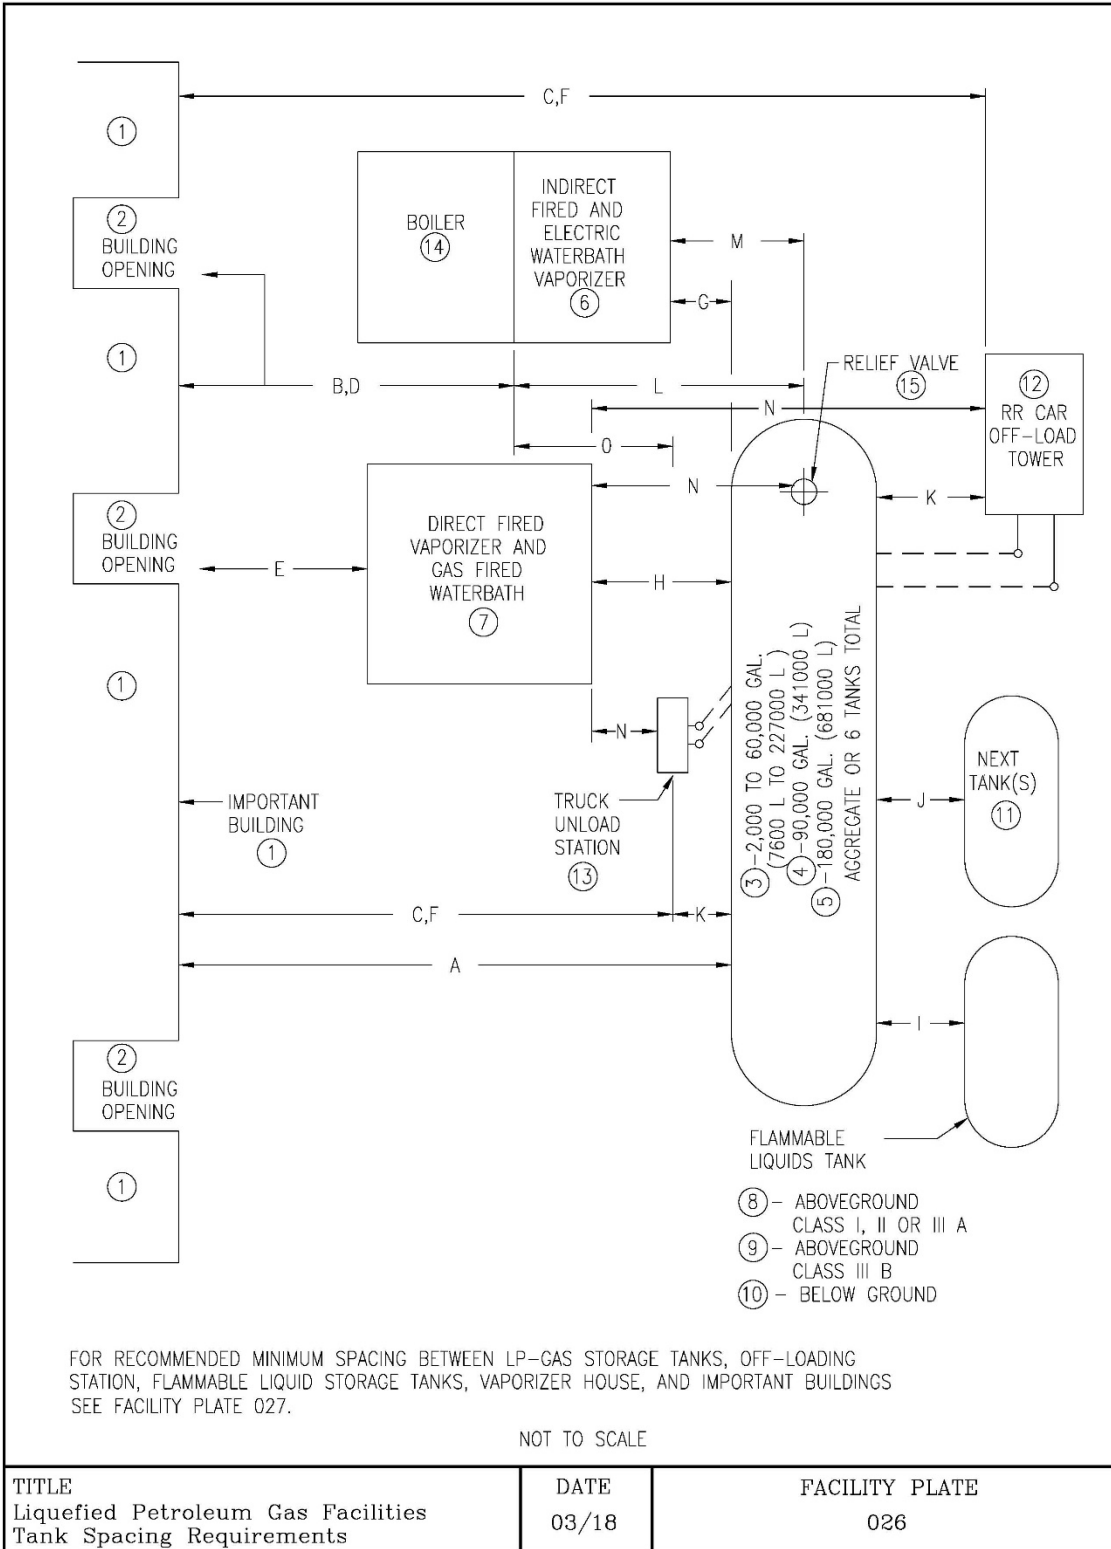 C,F
1
2
BUILDING
OPENING
BOILER
14
INDIRECT
FIRED AND
ELECTRIC
WATERBATH
VAPORIZER
6
M
G
1
B,D
L
RELIEF VALVE
15
N
12
RR CAR
OFF-LOAD
TOWER
O
N
K
2
BUILDING
OPENING
E
DIRECT FIRED
VAPORIZER AND
GAS FIRED
WATERBATH
7
H
1
N
3 -2,000 TO 60,000 GAL.
(7600 L TO 227000 L )
4 -90,000 GAL. (341000 L)
5 -180,000 GAL. (681000 L)
AGGREGATE OR 6 TANKS TOTAL
NEXT
TANK(S)
11
J
IMPORTANT
BUILDING
1
TRUCK
UNLOAD
STATION
13
C,F
K
A
I
2
BUILDING
OPENING
1
FLAMMABLE
LIQUIDS TANK
8 - ABOVEGROUND
CLASS I, II OR III A
9 - ABOVEGROUND
CLASS III B
10 - BELOW GROUND
FOR RECOMMENDED MINIMUM SPACING BETWEEN LP-GAS STORAGE TANKS, OFF-LOADING
STATION, FLAMMABLE LIQUID STORAGE TANKS, VAPORIZER HOUSE, AND IMPORTANT BUILDINGS
SEE FACILITY PLATE 027.
NOT TO SCALE
TITLE
Liquefied Petroleum Gas Facilities
Tank Spacing Requirements
DATE
03/18
FACILITY PLATE
026